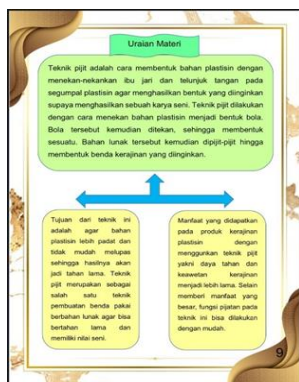 Uraian Materi
Teknik pijit adalah cara membentuk bahan plastisin dengan
menekan-nekankan ibu jari dan telunjuk tangan pada
segumpal plastisin agar menghasilkan bentuk yang diinginkan
supaya menghasilkan sebuah karya seni. Teknik pijit dilakukan
dengan cara menekan bahan plastisin menjadi bentuk bola.
Bola tersebut kemudian ditekan, sehingga membentuk
sesuatu. Bahan lunak tersebut kemudian dipijit-pijit hingga
membentuk benda kerajinan yang diinginkan.
Tujuan dari teknik ini
adalah agar bahan
plastisin lebih padat dan
tidak mudah melupas
sehingga hasilnya akan
jadi tahan lama. Teknik
pijit merupakan sebagai
salah satu teknik
pembuatan benda pakai
berbahan lunak agar bisa
bertahan lama dan
memiliki nilai seni.
Manfaat yang didapatkan
pada produk kerajinan
plastisin dengan
menggunkan teknik pijit
yakni daya tahan dan
keawetan kerajinan
menjadi lebih lama. Selain
memberi manfaat yang
besar, fungsi pijatan pada
teknik ini bisa dilakukan
dengan mudah.
9